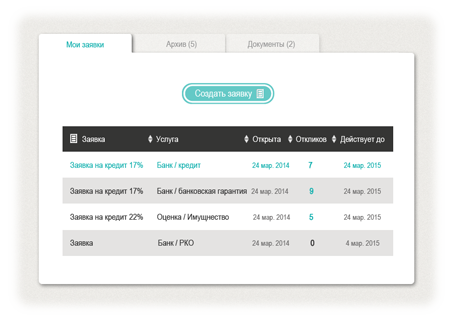 Мои заявки Архив (5) Документы (2)
Создать заявку
Заявка Услуга Открыта Откликов Действует до
Заявка на кредит 17% Банк / кредит 24 мар. 2014 7 24 мар. 2015
Заявка на кредит 17% Банк / банковская гарантия 24 мар. 2014 9 24 мар. 2015
Заявка на кредит 22% Оценка / Имущнество 24 мар. 2014 5 24 мар. 2015
Заявка Банк / РКО 24 мар. 2014 0 4 мар. 2015